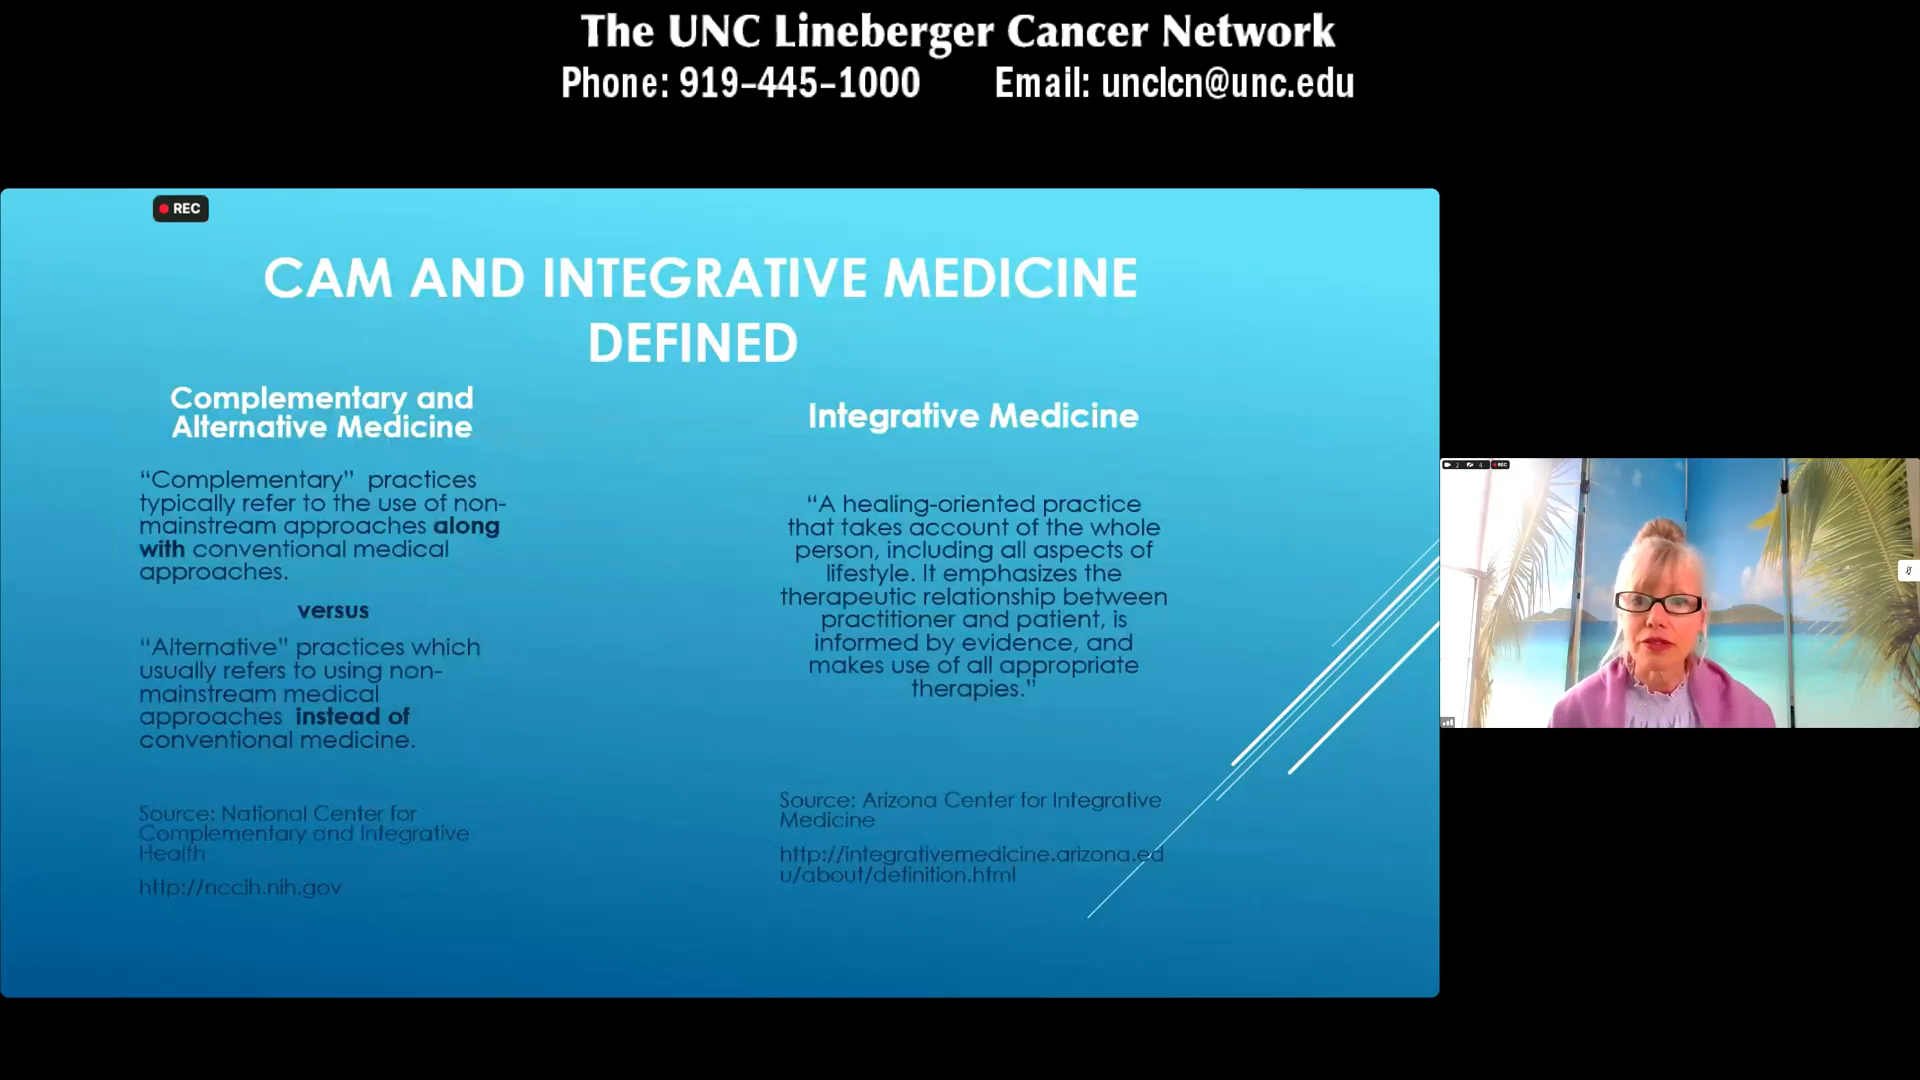 The UNC Lineberger Cancer Network
Phone: 919-445-1000 Email: unclcn@unc.edu
REC
CAM AND INTEGRATIVE MEDICINE
DEFINED
Complementary and
Alternative Medicine
“Complementary” practices
typically refer to the use of non-
mainstream approaches along
with conventional medical
approaches.
versus
“Alternative” practices which
usually refers to using non-
mainstream medical
approaches instead of
conventional medicine.
Source: National Center for
Complementary and Integrative
Health
http://nccih.nih.gov
Integrative Medicine
“A healing-oriented practice
that takes account of the whole
person, including all aspects of
lifestyle. It emphasizes the
therapeutic relationship between
practitioner and patient, is
informed by evidence, and
makes use of all appropriate
therapies.”
Source: Arizona Center for Integrative
Medicine
http://integrativemedicine.arizona.ed
u/about/definition.html
2 4 REC